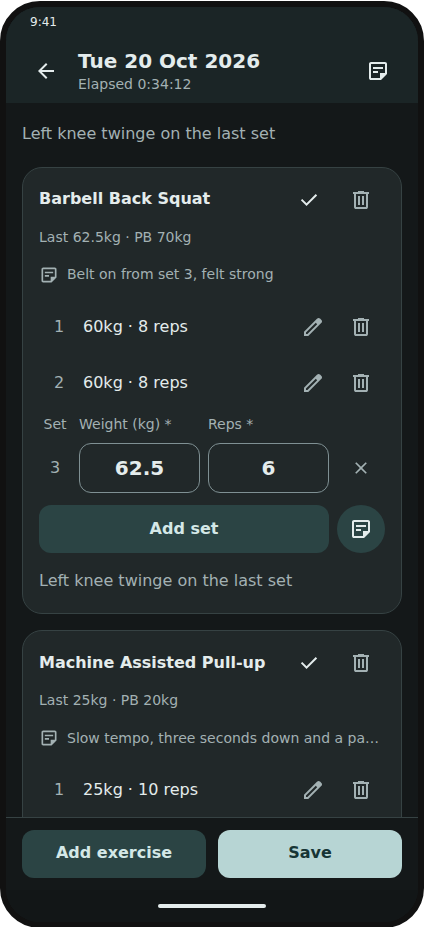 9:41
Tue 20 Oct 2026
Elapsed 0:34:12
Left knee twinge on the last set
Barbell Back Squat
Last 62.5kg · PB 70kg
Belt on from set 3, felt strong
1 60kg · 8 reps
2 60kg · 8 reps
Set Weight (kg) * Reps *
3 62.5 6
Add set
Left knee twinge on the last set
Machine Assisted Pull-up
Last 25kg · PB 20kg
Slow tempo, three seconds down and a pa…
1 25kg · 10 reps
Add exercise Save